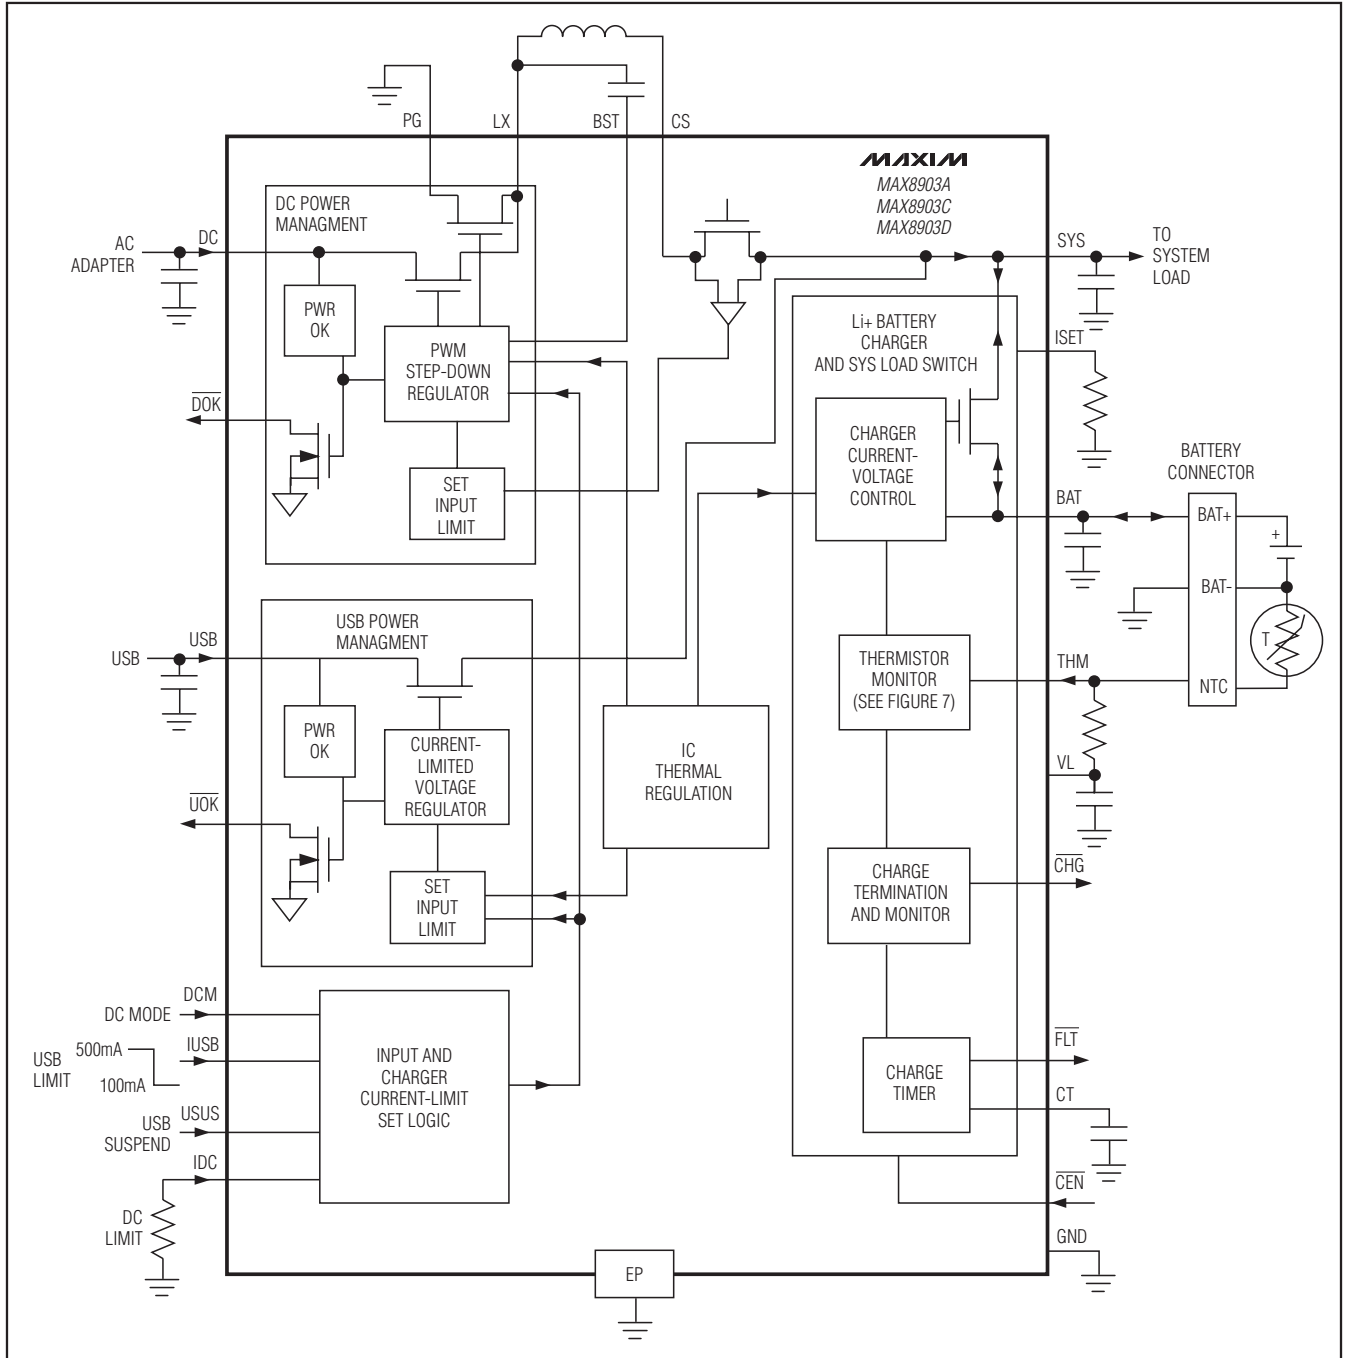 PG
LX
BST
CS
MAXIM
MAX8903A
MAX8903C
MAX8903D
DC POWER
MANAGMENT
AC
ADAPTER
DC
PWR
OK
PWM
STEP-DOWN
REGULATOR
DOK
SET
INPUT
LIMIT
SYS
TO
SYSTEM
LOAD
Li+ BATTERY
CHARGER
AND SYS LOAD SWITCH
ISET
CHARGER
CURRENT-
VOLTAGE
CONTROL
BATTERY
CONNECTOR
BAT
BAT+
+
BAT-
T
NTC
USB POWER
MANAGMENT
USB
USB
PWR
OK
CURRENT-
LIMITED
VOLTAGE
REGULATOR
UOK
SET
INPUT
LIMIT
IC
THERMAL
REGULATION
THERMISTOR
MONITOR
(SEE FIGURE 7)
THM
VL
CHARGE
TERMINATION
AND MONITOR
CHG
DCM
DC MODE
IUSB
500mA
USB
LIMIT
100mA
USUS
USB
SUSPEND
IDC
DC
LIMIT
INPUT AND
CHARGER
CURRENT-LIMIT
SET LOGIC
CHARGE
TIMER
FLT
CT
CEN
GND
EP